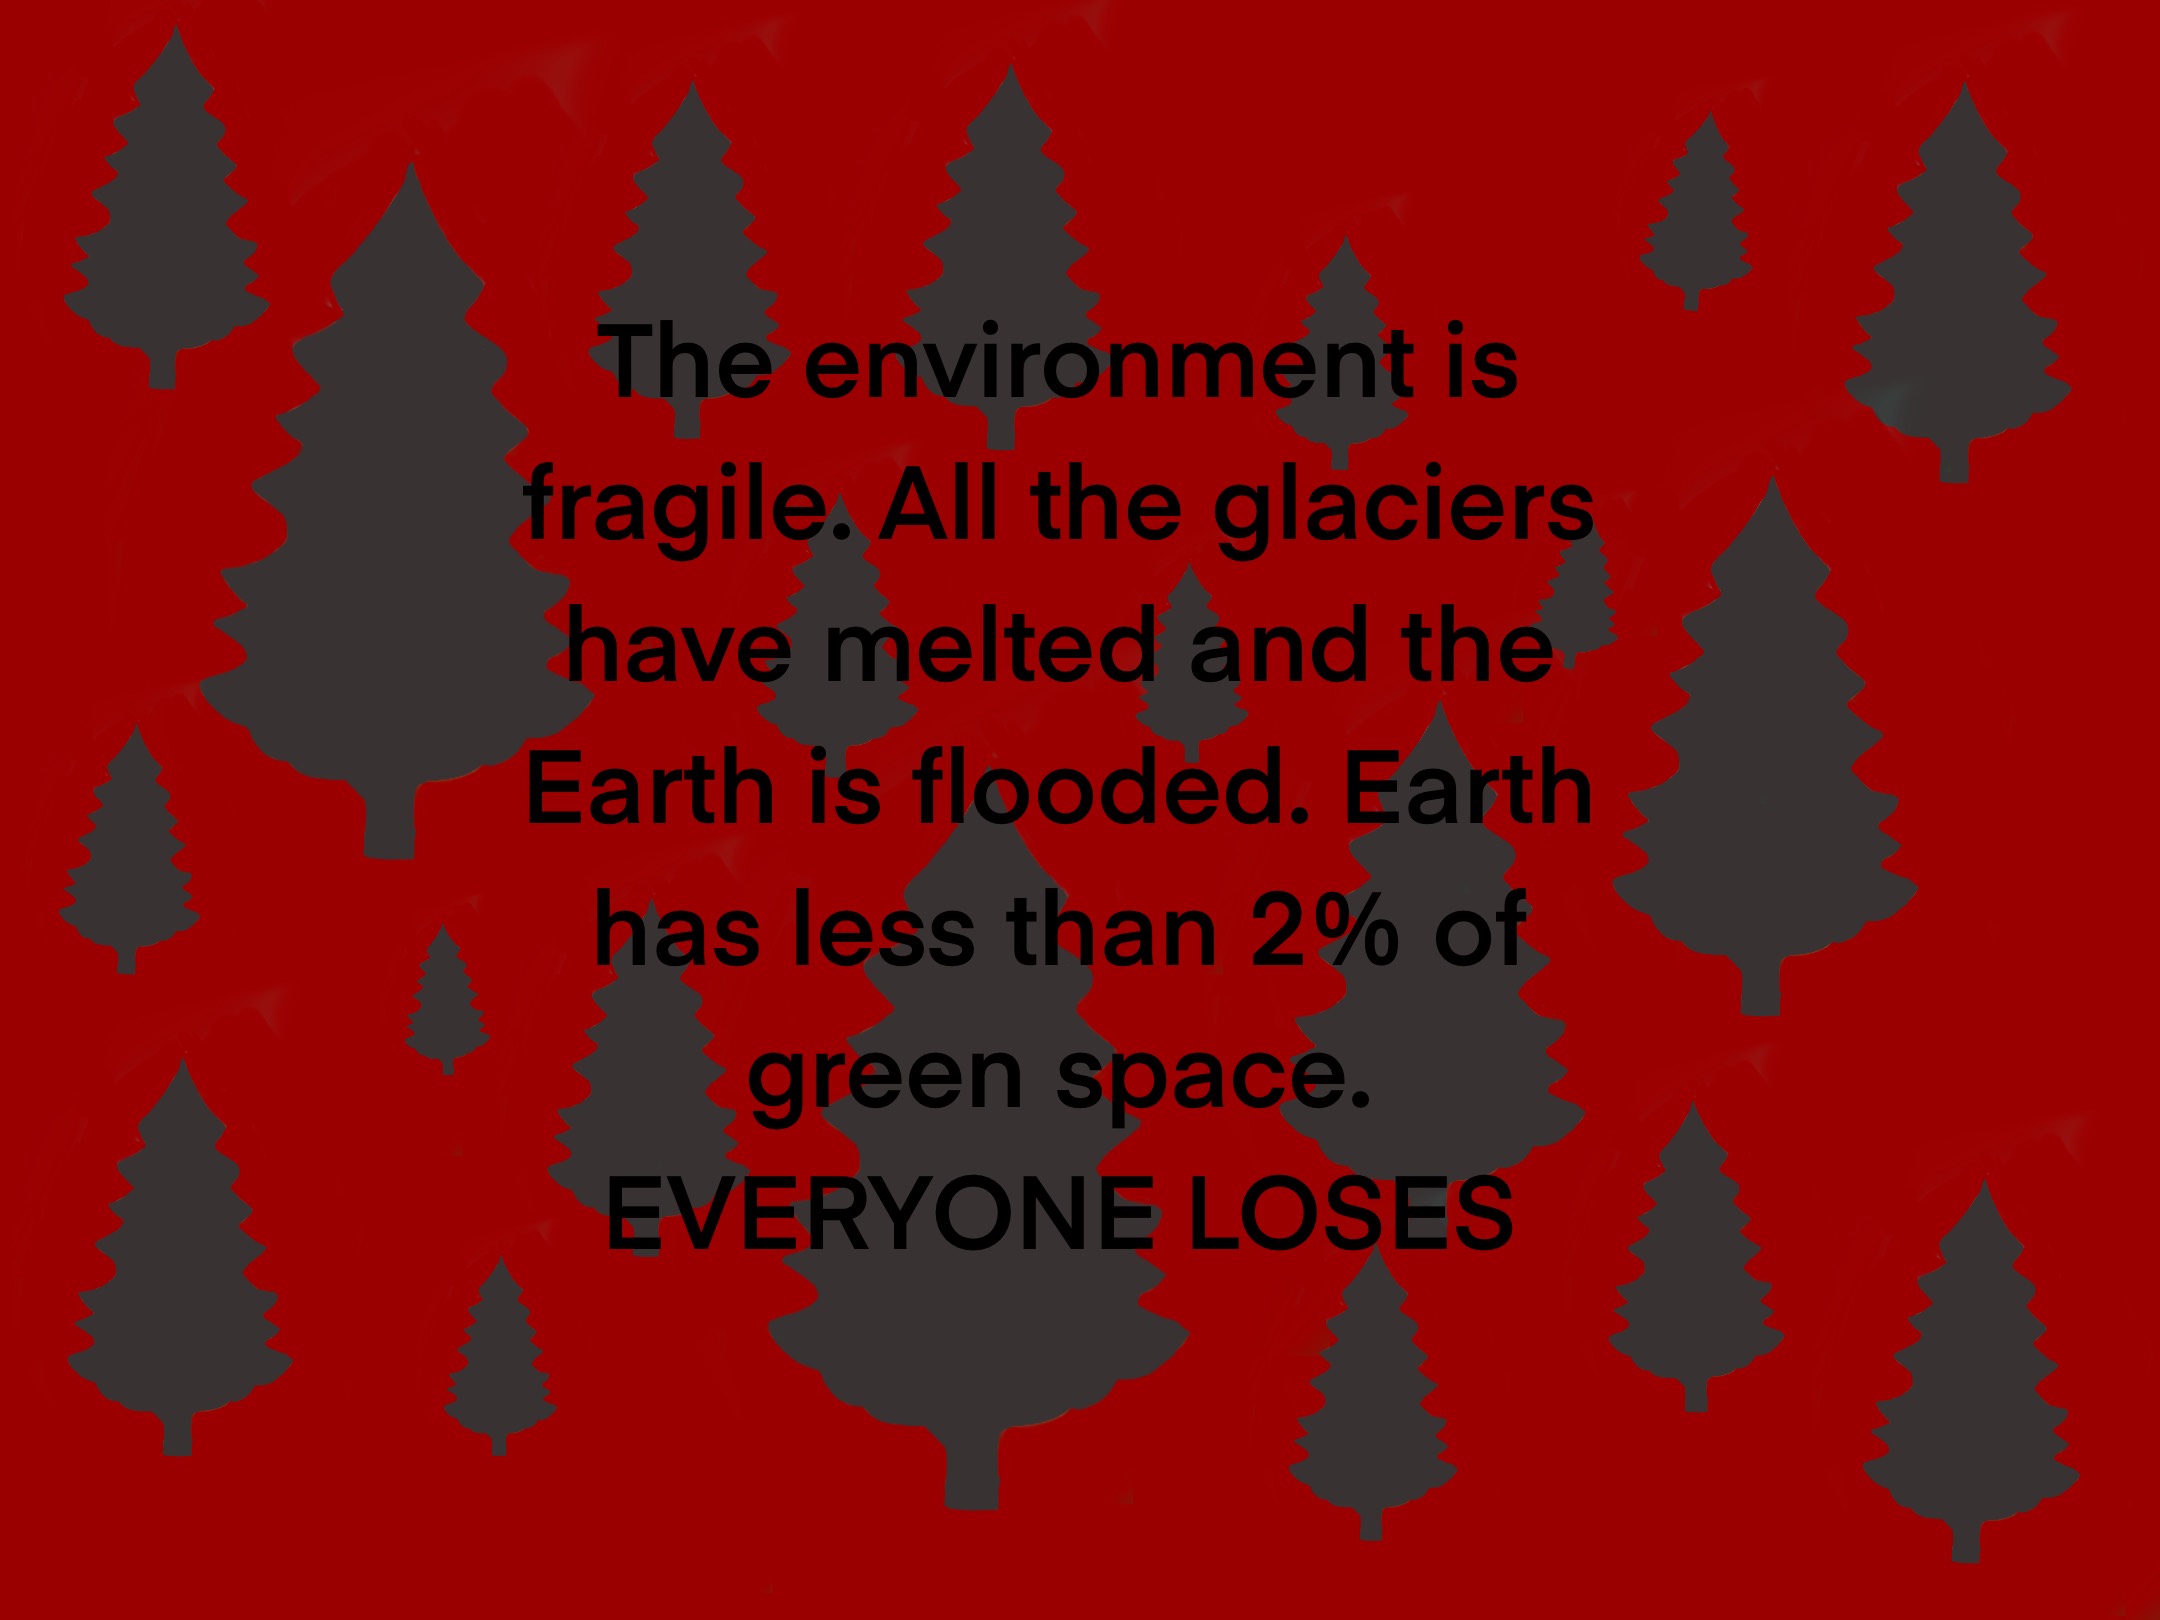 The environment is
fragile. All the glaciers
have melted and the
Earth is flooded. Earth
has less than 2% of
green space.
EVERYONE LOSES